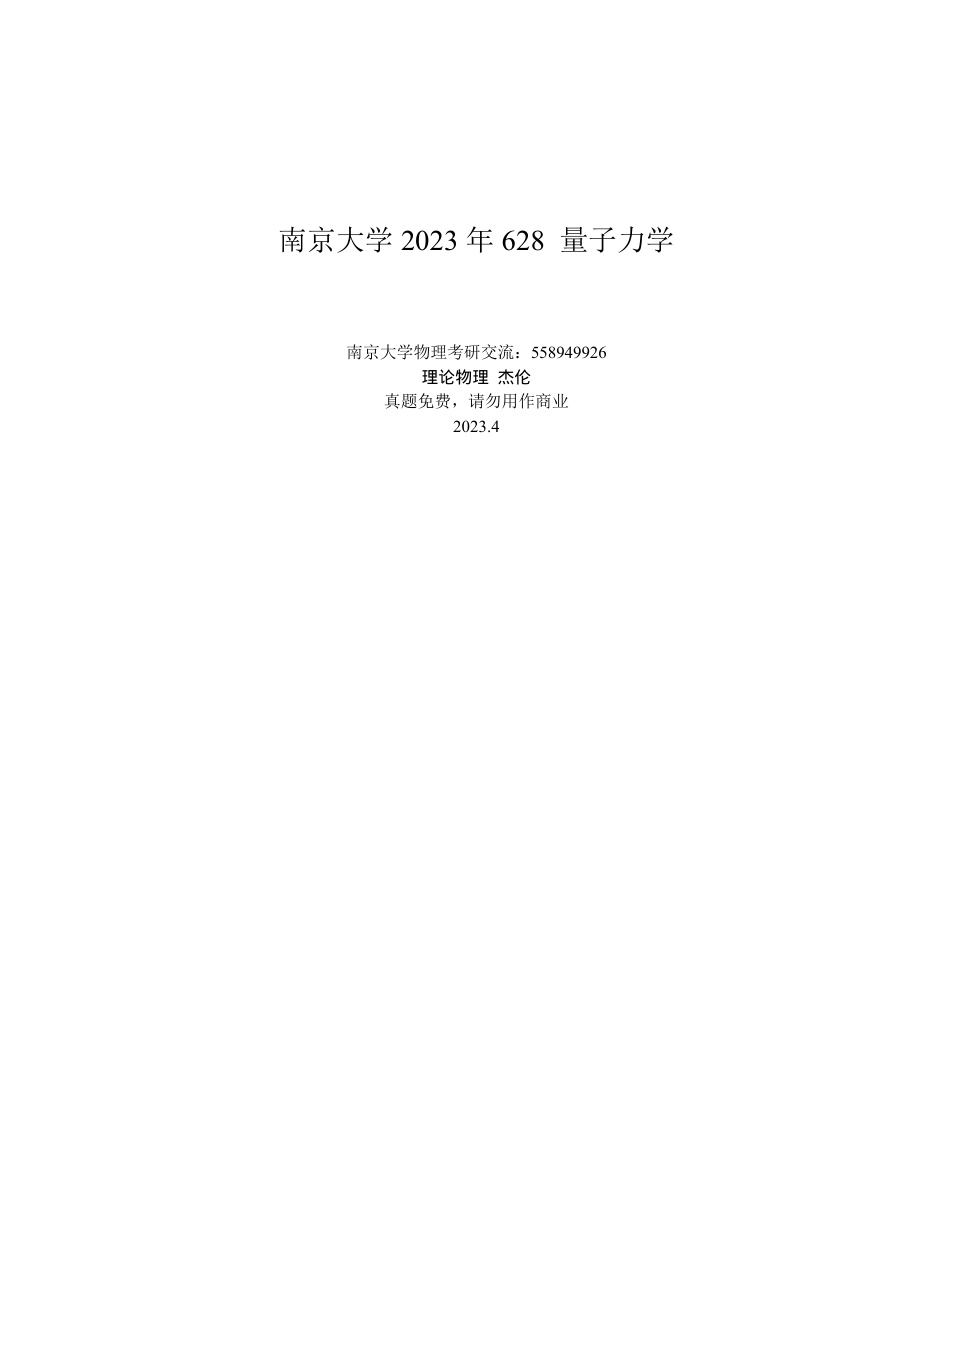 南京大学 2023 年 628 量子力学
南京大学物理考研交流：558949926
理论物理 杰伦
真题免费，请勿用作商业
2023.4